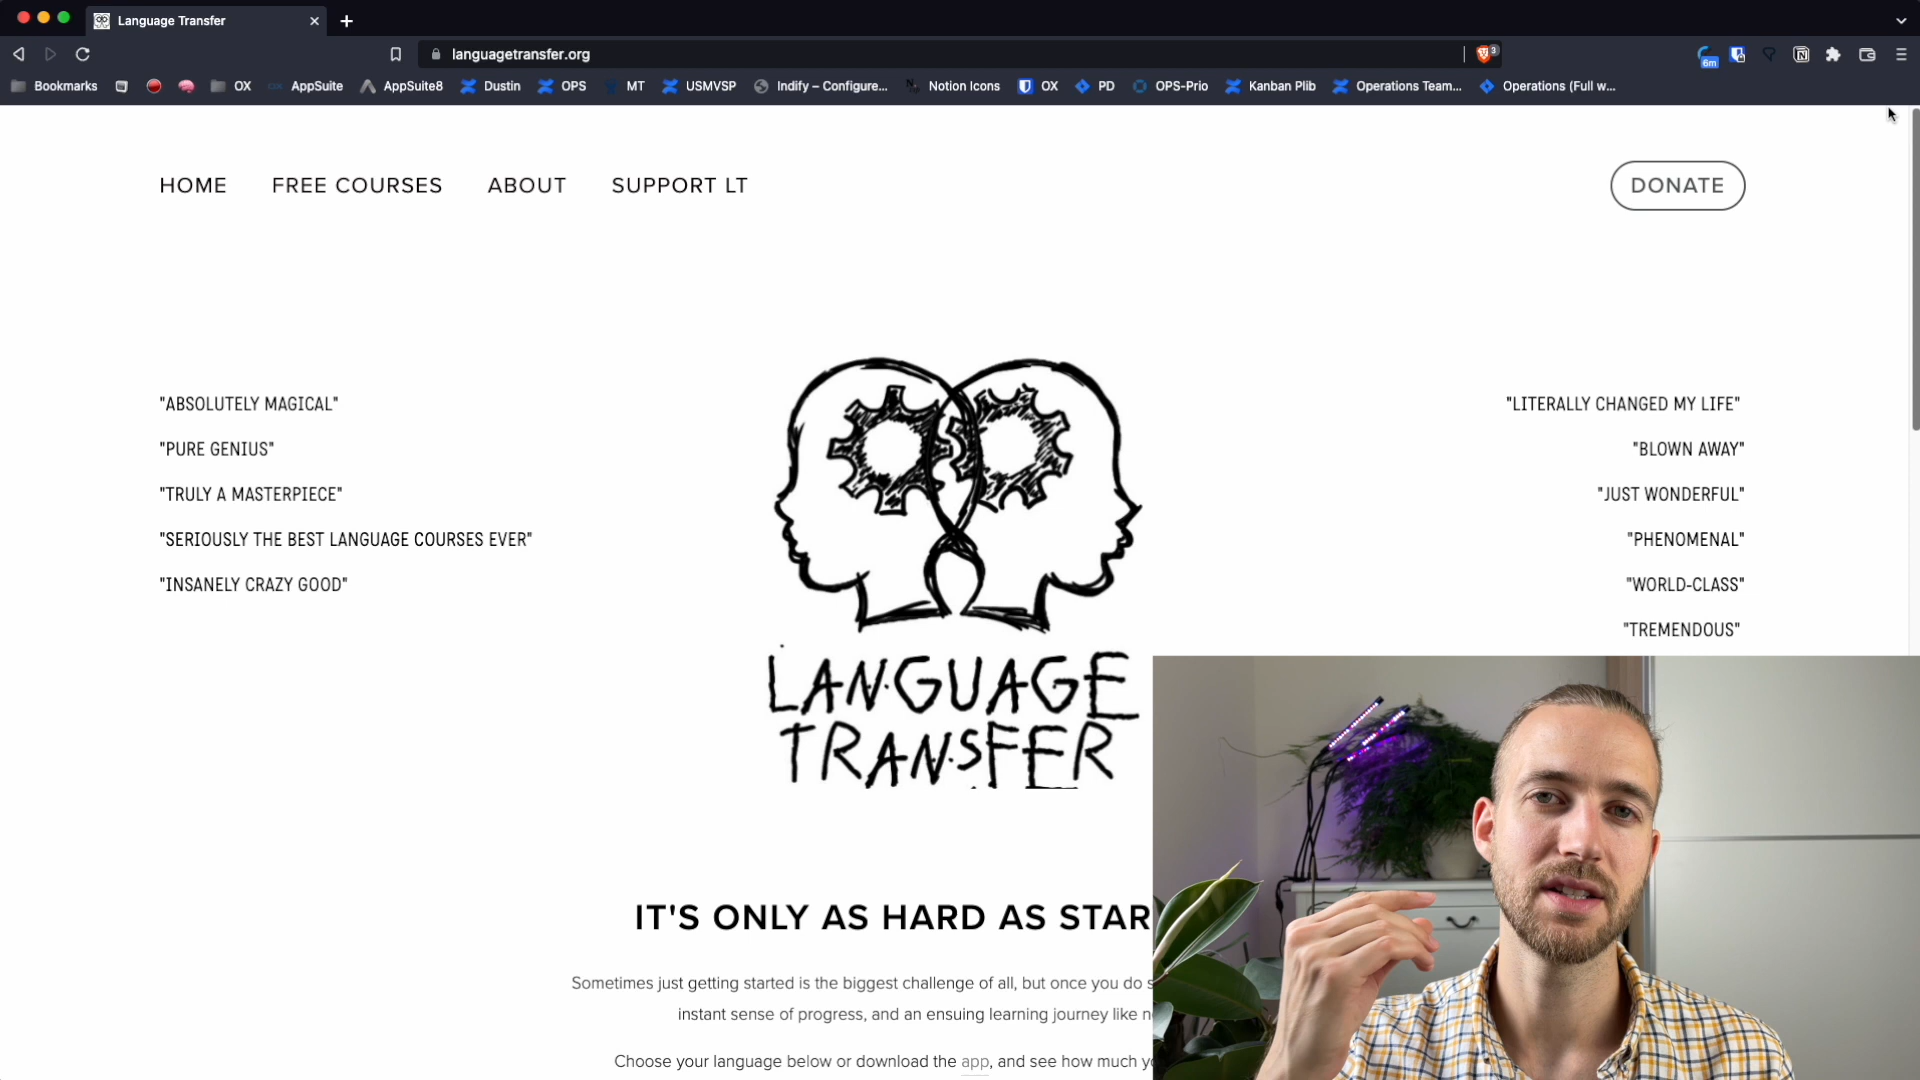 Language Transfer
languagetransfer.org
3
6m
Bookmarks
OX
AppSuite
AppSuite8
Dustin
OPS
MT
USMVSP
Indify – Configure...
Notion Icons
OX
PD
OPS-Prio
Kanban Plib
Operations Team...
Operations (Full w...
HOME
FREE COURSES
ABOUT
SUPPORT LT
DONATE
"ABSOLUTELY MAGICAL"
"PURE GENIUS"
"TRULY A MASTERPIECE"
"SERIOUSLY THE BEST LANGUAGE COURSES EVER"
"INSANELY CRAZY GOOD"
"LITERALLY CHANGED MY LIFE"
"BLOWN AWAY"
"JUST WONDERFUL"
"PHENOMENAL"
"WORLD-CLASS"
"TREMENDOUS"
LANGUAGE
TRANSFER
IT'S ONLY AS HARD AS STAR
Sometimes just getting started is the biggest challenge of all, but once you do s
instant sense of progress, and an ensuing learning journey like n
Choose your language below or download the app, and see how much yo